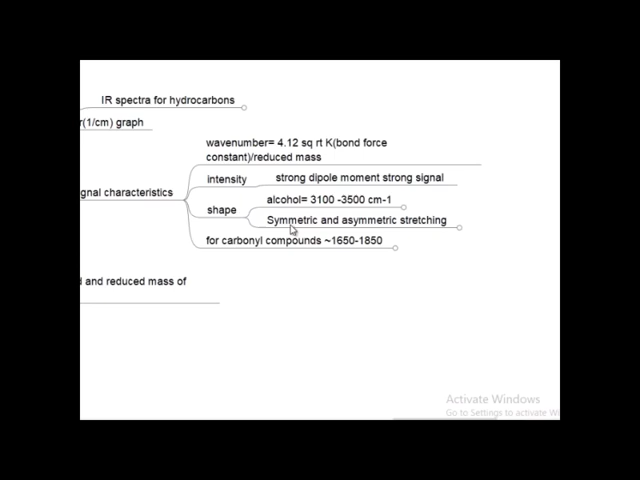 IR spectra for hydrocarbons
r(1/cm) graph
wavenumber= 4.12 sq rt K(bond force
constant)/reduced mass
intensity
strong dipole moment strong signal
gnal characteristics
alcohol= 3100 -3500 cm-1
shape
Symmetric and asymmetric stretching
for carbonyl compounds ~1650-1850
d and reduced mass of
Activate Windows
Go to Settings to activate Wi